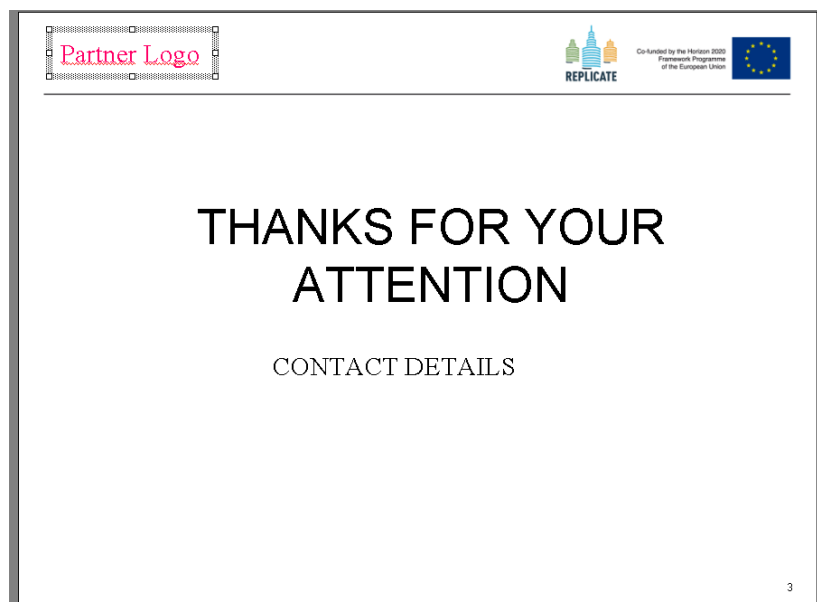 Partner Logo
REPLICATE
Co-funded by the Horizon 2020
Framework Programme
of the European Union
THANKS FOR YOUR
ATTENTION
CONTACT DETAILS
3